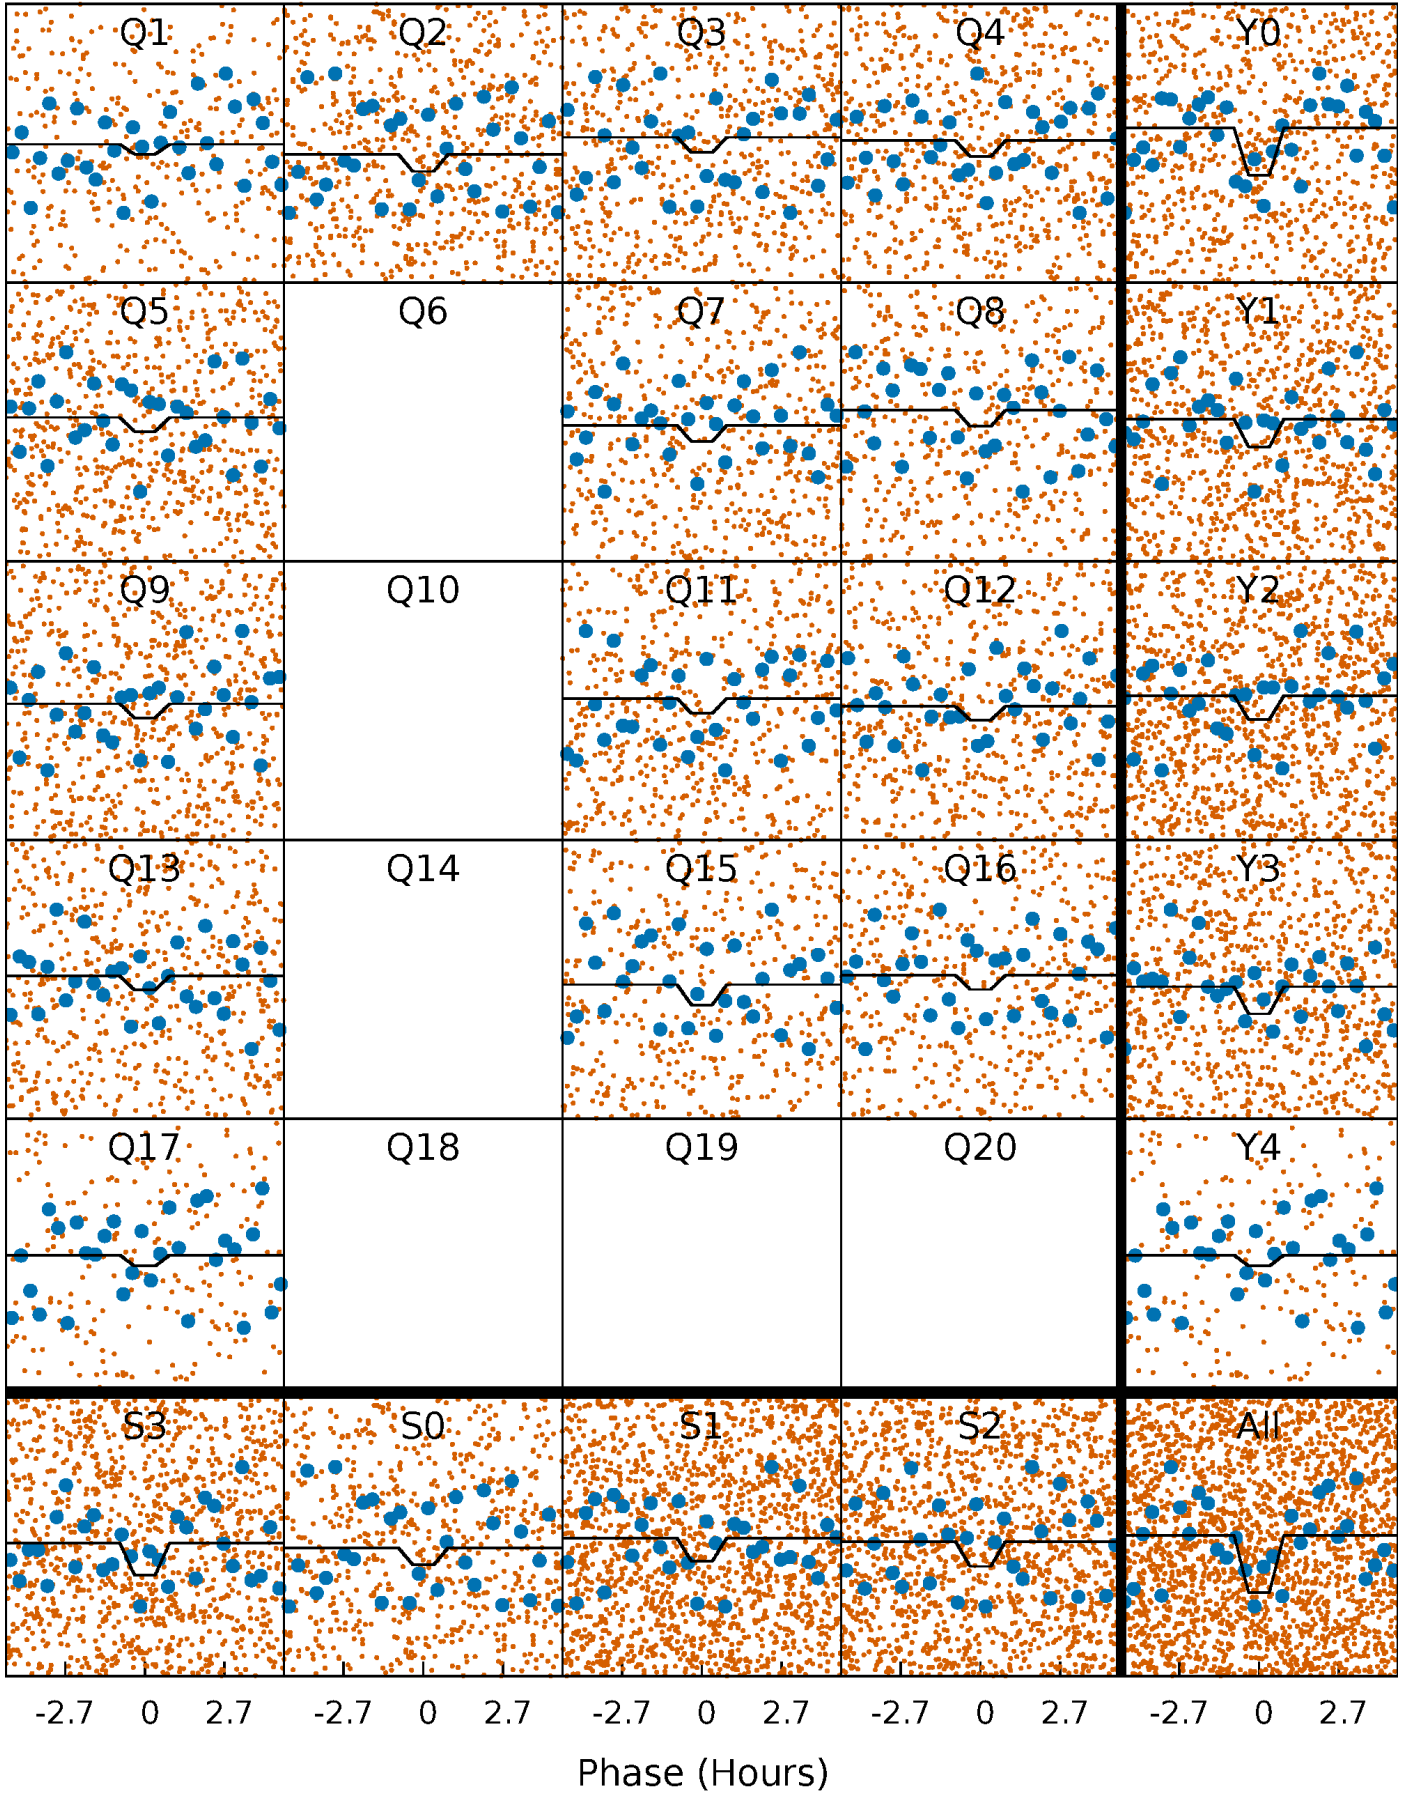 Q1 Q2 Q3 Q4 Y0
Q5 Q6 Q7 Q8 Y1
Q9 Q10 Q11 Q12 Y2
Q13 Q14 Q15 Q16 Y3
Q17 Q18 Q19 Q20 Y4
S3 S0 S1 S2 All
-2.7 0 2.7 -2.7 0 2.7 -2.7 0 2.7 -2.7 0 2.7 -2.7 0 2.7
Phase (Hours)